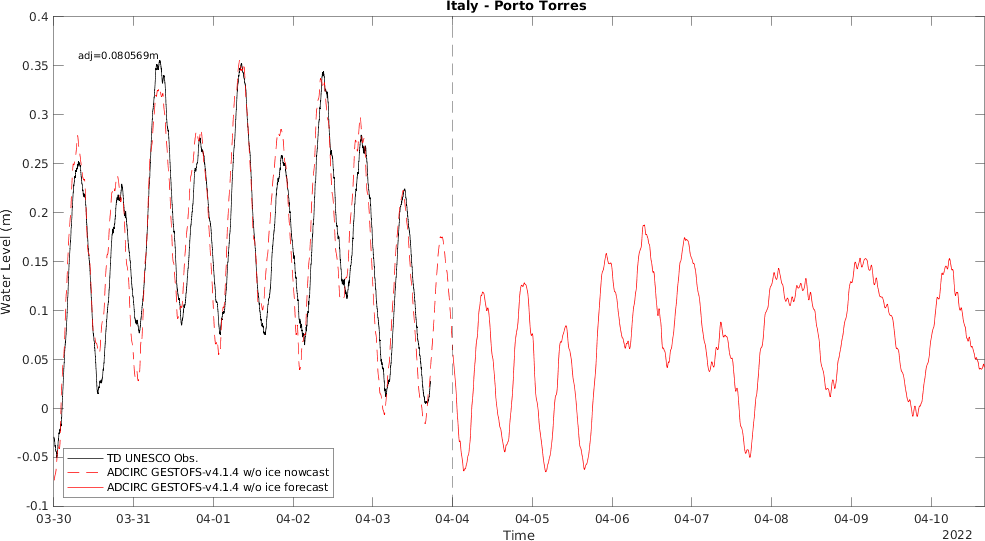 Italy - Porto Torres
adj=0.080569m
Water Level (m)
0.4
0.35
0.3
0.25
0.2
0.15
0.1
0.05
0
-0.05
-0.1
TD UNESCO Obs.
ADCIRC GESTOFS-v4.1.4 w/o ice nowcast
ADCIRC GESTOFS-v4.1.4 w/o ice forecast
03-30 03-31 04-01 04-02 04-03 04-04 04-05 04-06 04-07 04-08 04-09 04-10
Time
2022